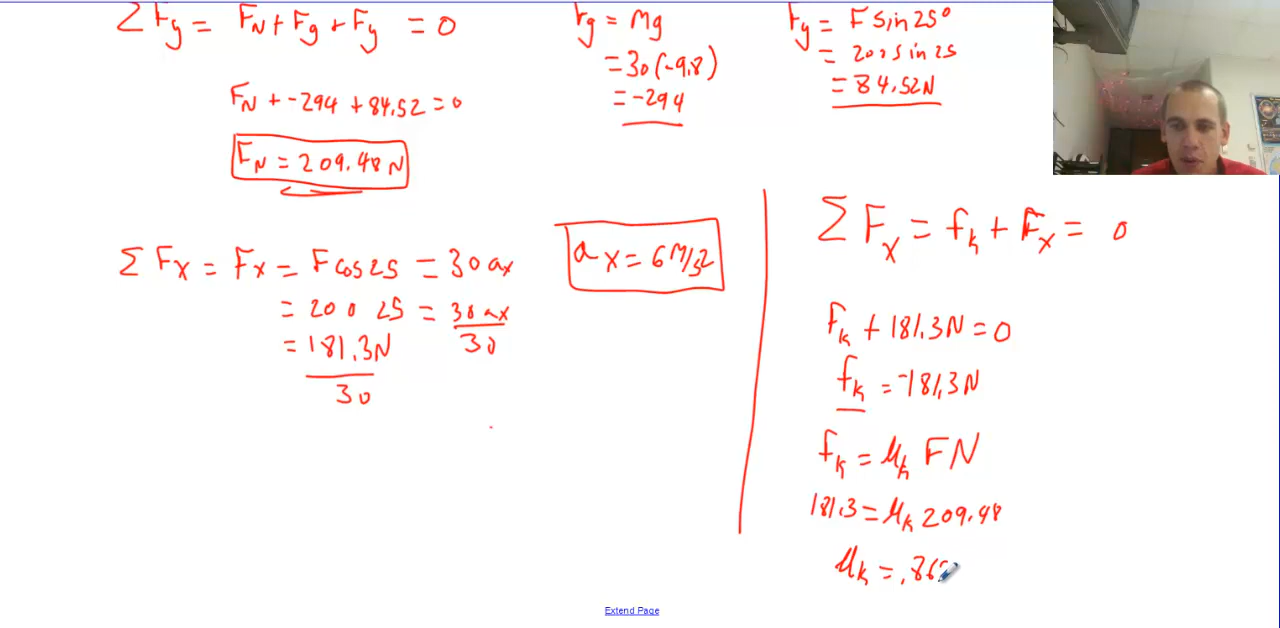 ΣFy = FN + Fg + Fy = 0
FN + -294 + 84.52 = 0
FN = 209.48 N
Fg = Mg
= 30(-9.8)
= -294
Fy = F sin 25°
= 200 sin 25
= 84.52N
ΣFx = Fx = F cos 25 = 30 ax
= 200 25 = 30 ax
30
= 181.3N
30
ax = 6 M/s2
ΣFx = fk + Fx = 0
fk + 181.3N = 0
fk = -181.3N
fk = μk FN
181.3 = μk 209.48
μk = .86
Extend Page